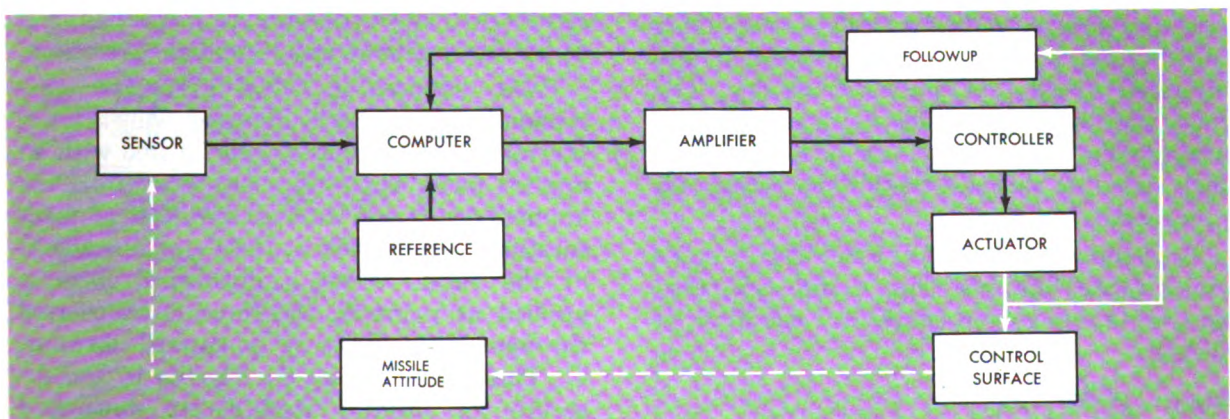 FOLLOWUP
SENSOR
COMPUTER
AMPLIFIER
CONTROLLER
REFERENCE
ACTUATOR
MISSILE
ATTITUDE
CONTROL
SURFACE